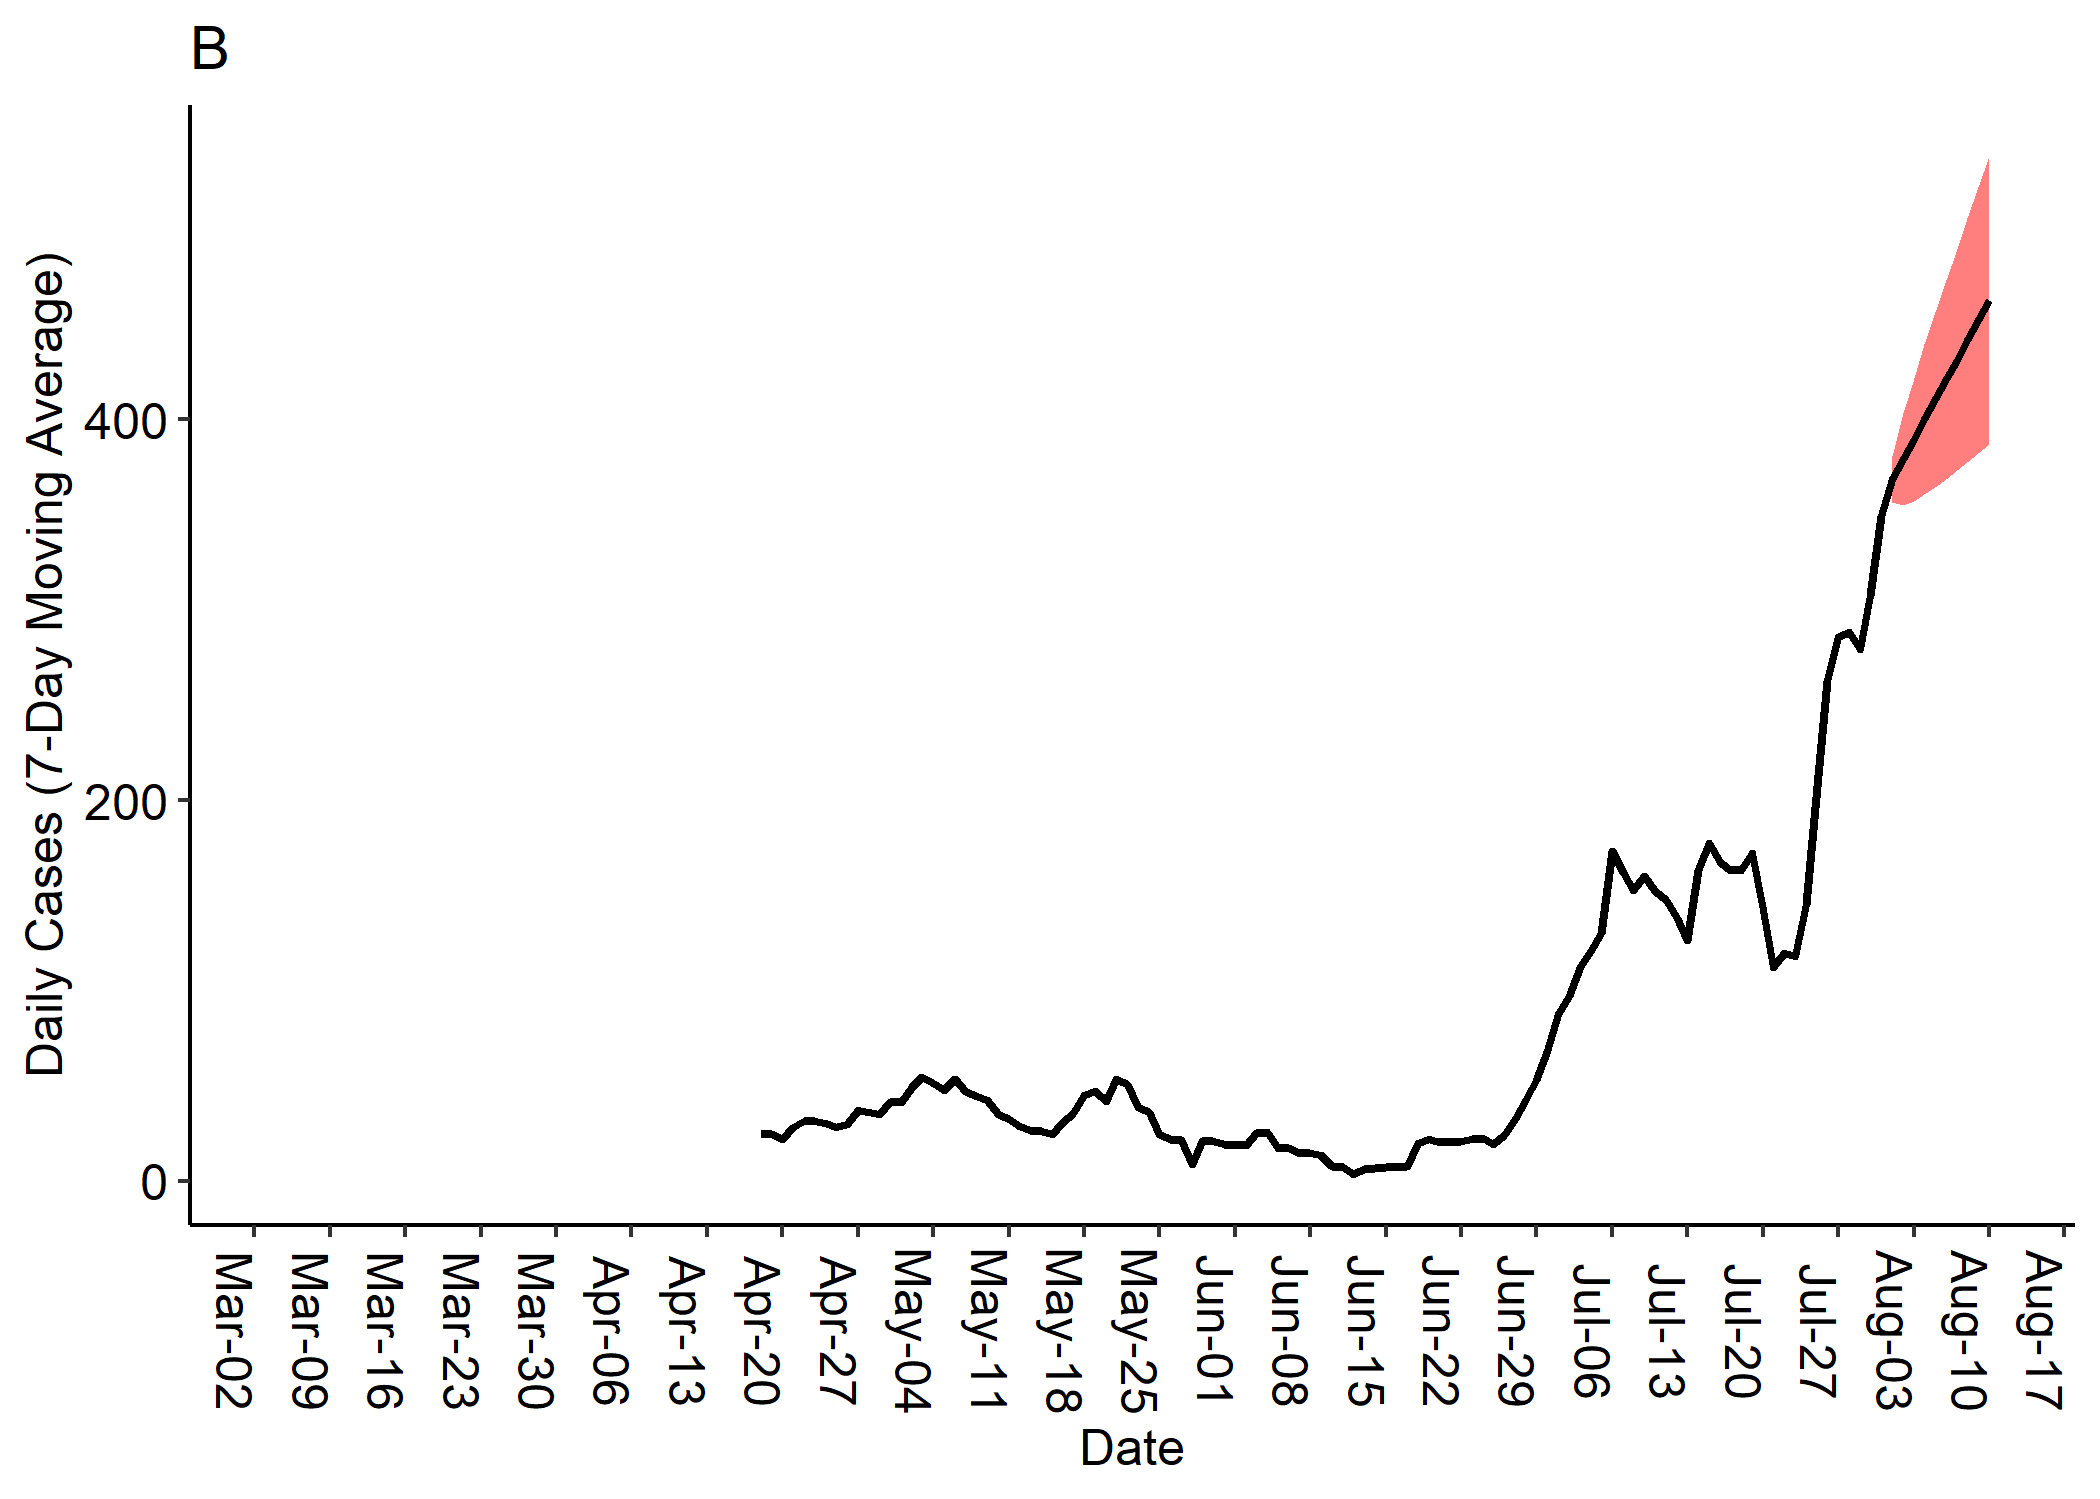 B
Daily Cases (7-Day Moving Average)
400
200
0
Mar-02
Mar-09
Mar-16
Mar-23
Mar-30
Apr-06
Apr-13
Apr-20
Apr-27
May-04
May-11
May-18
May-25
Jun-01
Jun-08
Jun-15
Jun-22
Jun-29
Jul-06
Jul-13
Jul-20
Jul-27
Aug-03
Aug-10
Aug-17
Date